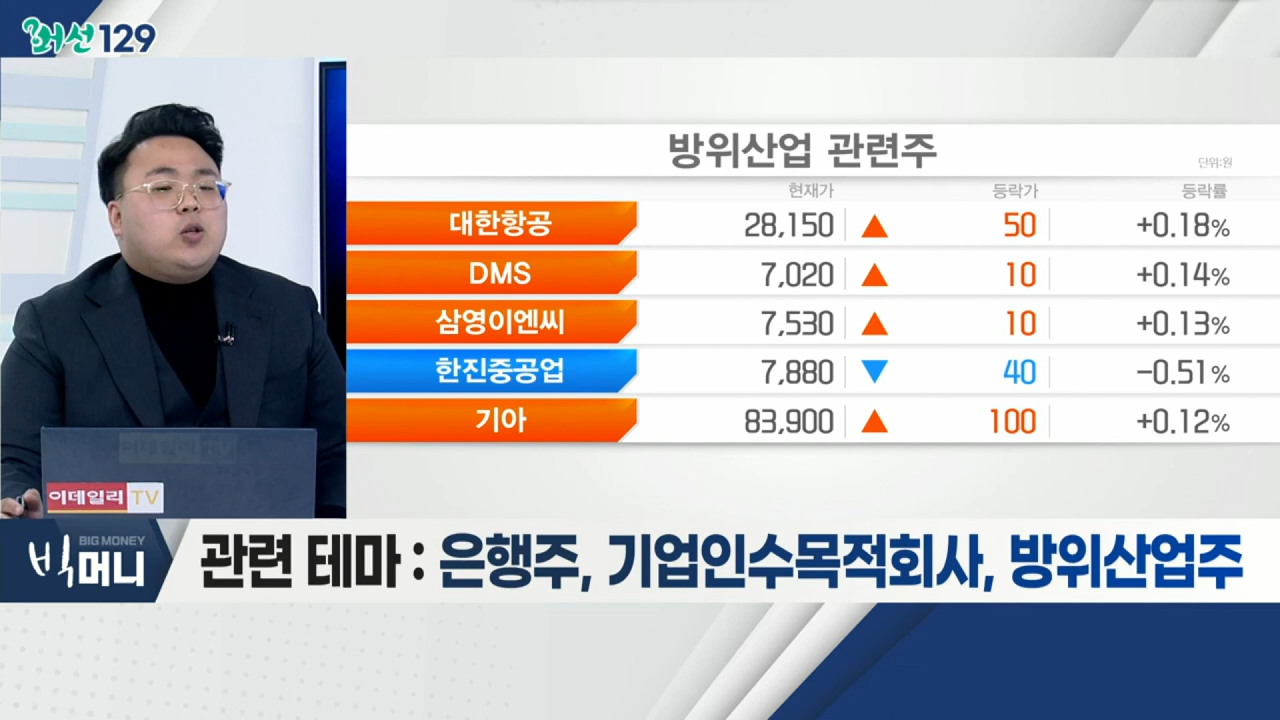 머선129
방위산업 관련주
단위:원
현재가 등락가 등락률
대한항공 28,150 ▲ 50 +0.18%
DMS 7,020 ▲ 10 +0.14%
삼영이엔씨 7,530 ▲ 10 +0.13%
한진중공업 7,880 ▼ 40 -0.51%
기아 83,900 ▲ 100 +0.12%
이데일리 TV
BIG MONEY
빅머니
관련 테마 : 은행주, 기업인수목적회사, 방위산업주